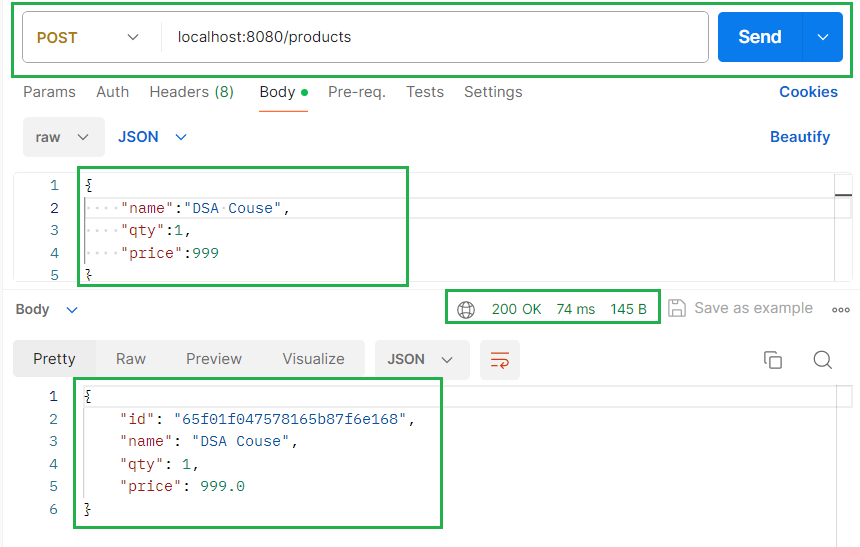 POST localhost:8080/products Send
Params Auth Headers (8) Body Pre-req. Tests Settings Cookies
raw JSON Beautify
1 {
2 "name":"DSA Couse",
3 "qty":1,
4 "price":999
5 }
Body 200 OK 74 ms 145 B Save as example
Pretty Raw Preview Visualize JSON
1 {
2 "id": "65f01f047578165b87f6e168",
3 "name": "DSA Couse",
4 "qty": 1,
5 "price": 999.0
6 }